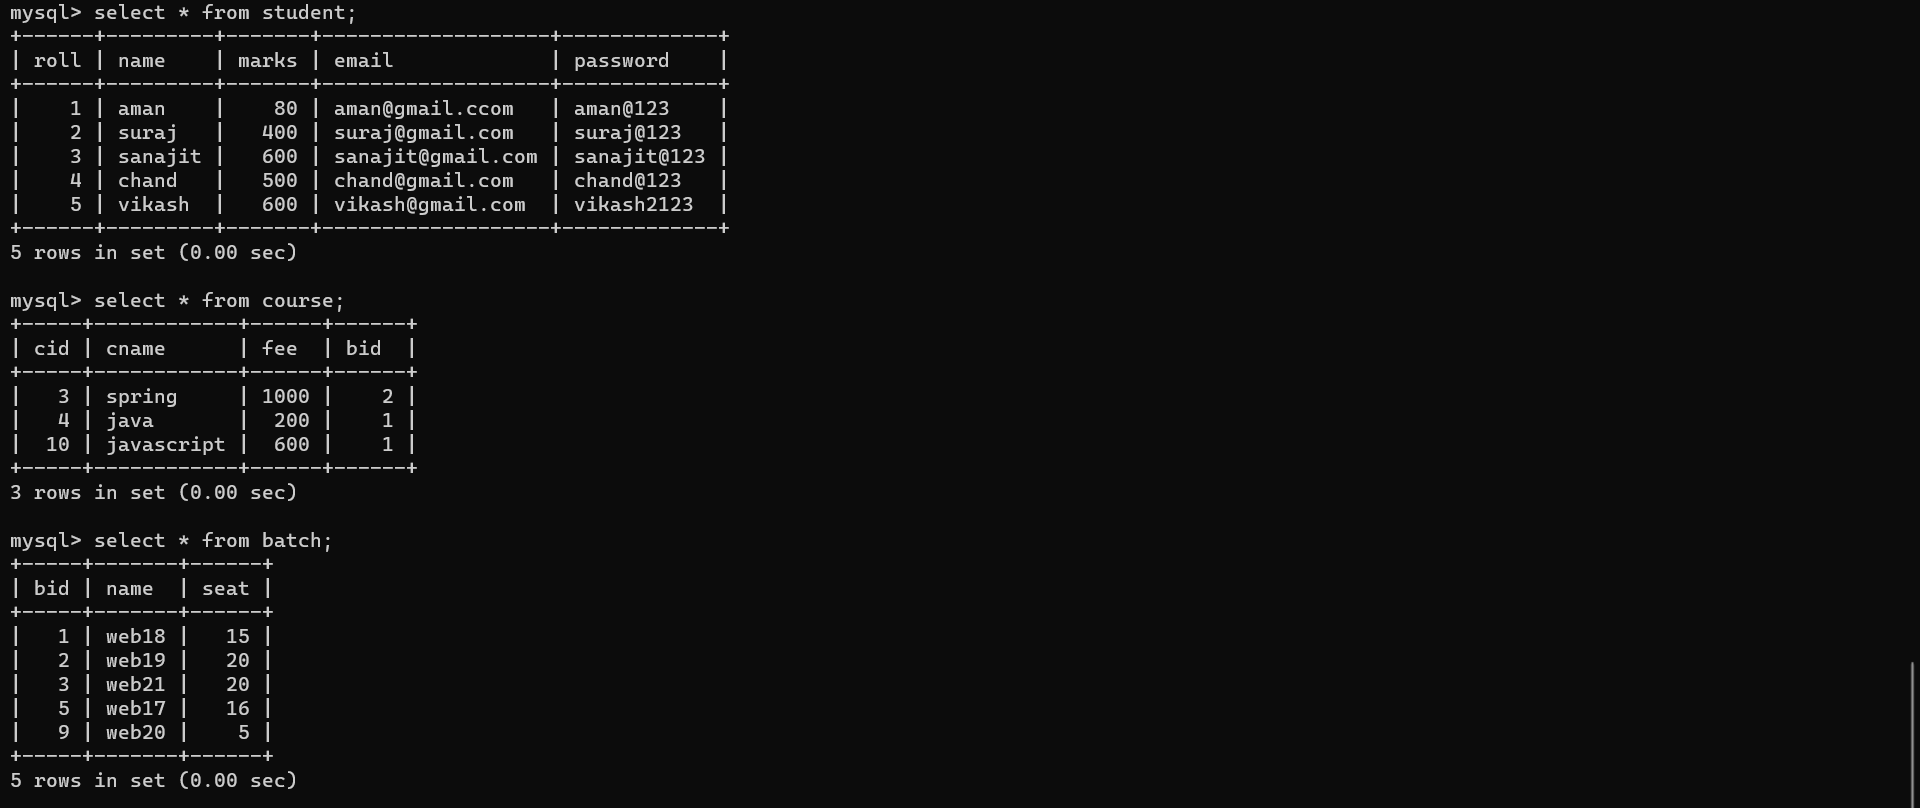 mysql> select * from student;
+------+----------+-------+-------------------+-------------+
| roll | name    | marks | email             | password    |
+------+---------+-------+-------------------+-------------+
|    1 | aman    |    80 | aman@gmail.ccom   | aman@123    |
|    2 | suraj   |   400 | suraj@gmail.com   | suraj@123   |
|    3 | sanajit |   600 | sanajit@gmail.com | sanajit@123 |
|    4 | chand   |   500 | chand@gmail.com   | chand@123   |
|    5 | vikash  |   600 | vikash@gmail.com  | vikash2123  |
+------+---------+-------+-------------------+-------------+
5 rows in set (0.00 sec)
mysql> select * from course;
+-----+------------+------+------+
| cid | cname      | fee  | bid  |
+-----+------------+------+------+
|   3 | spring     | 1000 |    2 |
|   4 | java       |  200 |    1 |
|  10 | javascript |  600 |    1 |
+-----+------------+------+------+
3 rows in set (0.00 sec)
mysql> select * from batch;
+-----+-------+------+
| bid | name  | seat |
+-----+-------+------+
|   1 | web18 |   15 |
|   2 | web19 |   20 |
|   3 | web21 |   20 |
|   5 | web17 |   16 |
|   9 | web20 |    5 |
+-----+-------+------+
5 rows in set (0.00 sec)